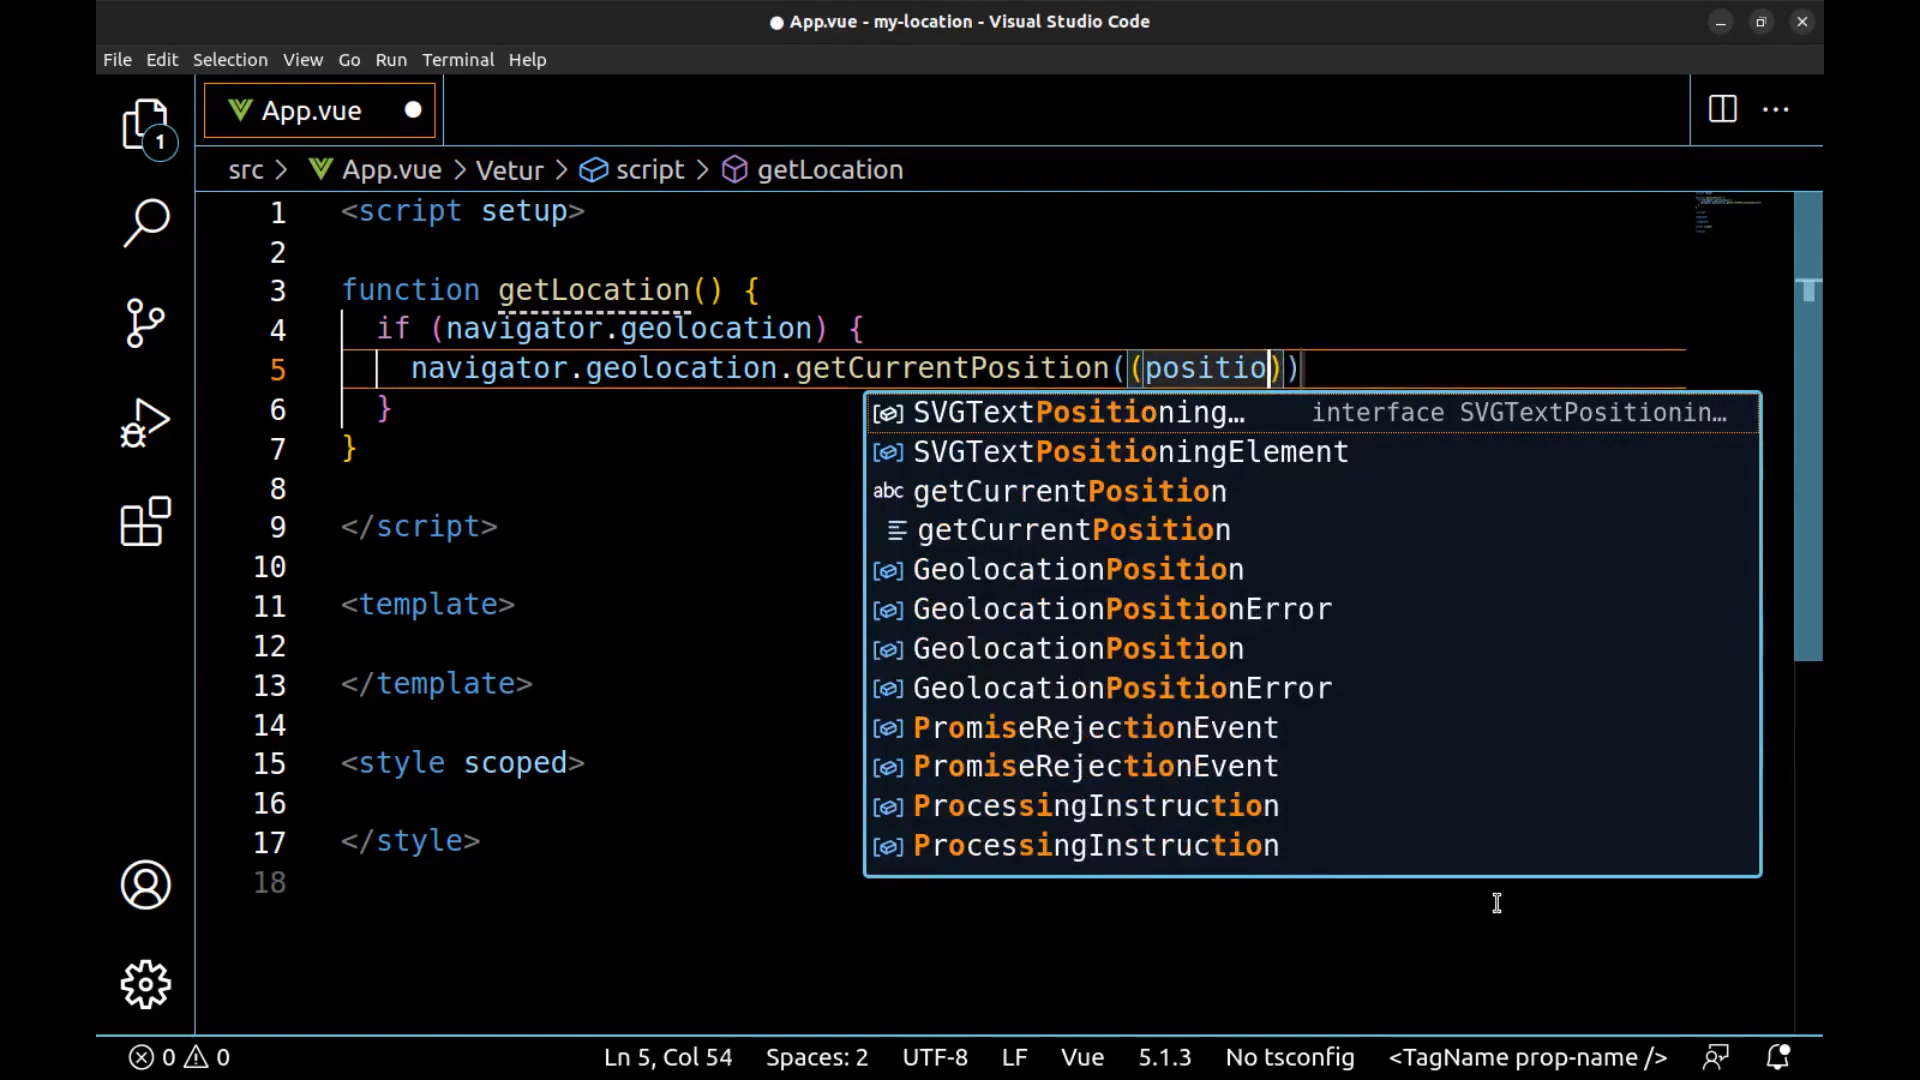 App.vue - my-location - Visual Studio Code
File Edit Selection View Go Run Terminal Help
App.vue
1
src > App.vue > Vetur > script > getLocation
1 <script setup>
2
3 function getLocation() {
4 if (navigator.geolocation) {
5 navigator.geolocation.getCurrentPosition((positio))
6 }
7 }
8
9 </script>
10
11 <template>
12
13 </template>
14
15 <style scoped>
16
17 </style>
18
SVGTextPositioning… interface SVGTextPositionin…
SVGTextPositioningElement
abc getCurrentPosition
getCurrentPosition
GeolocationPosition
GeolocationPositionError
GeolocationPosition
GeolocationPositionError
PromiseRejectionEvent
PromiseRejectionEvent
ProcessingInstruction
ProcessingInstruction
0 0 Ln 5, Col 54 Spaces: 2 UTF-8 LF Vue 5.1.3 No tsconfig <TagName prop-name />